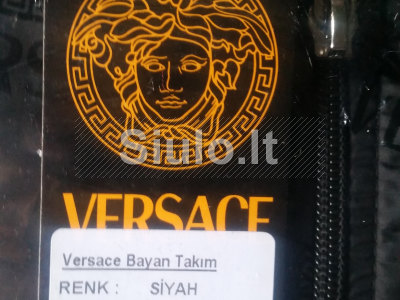 Siulo.lt
VERSACE
Versace Bayan Takım
RENK : SİYAH